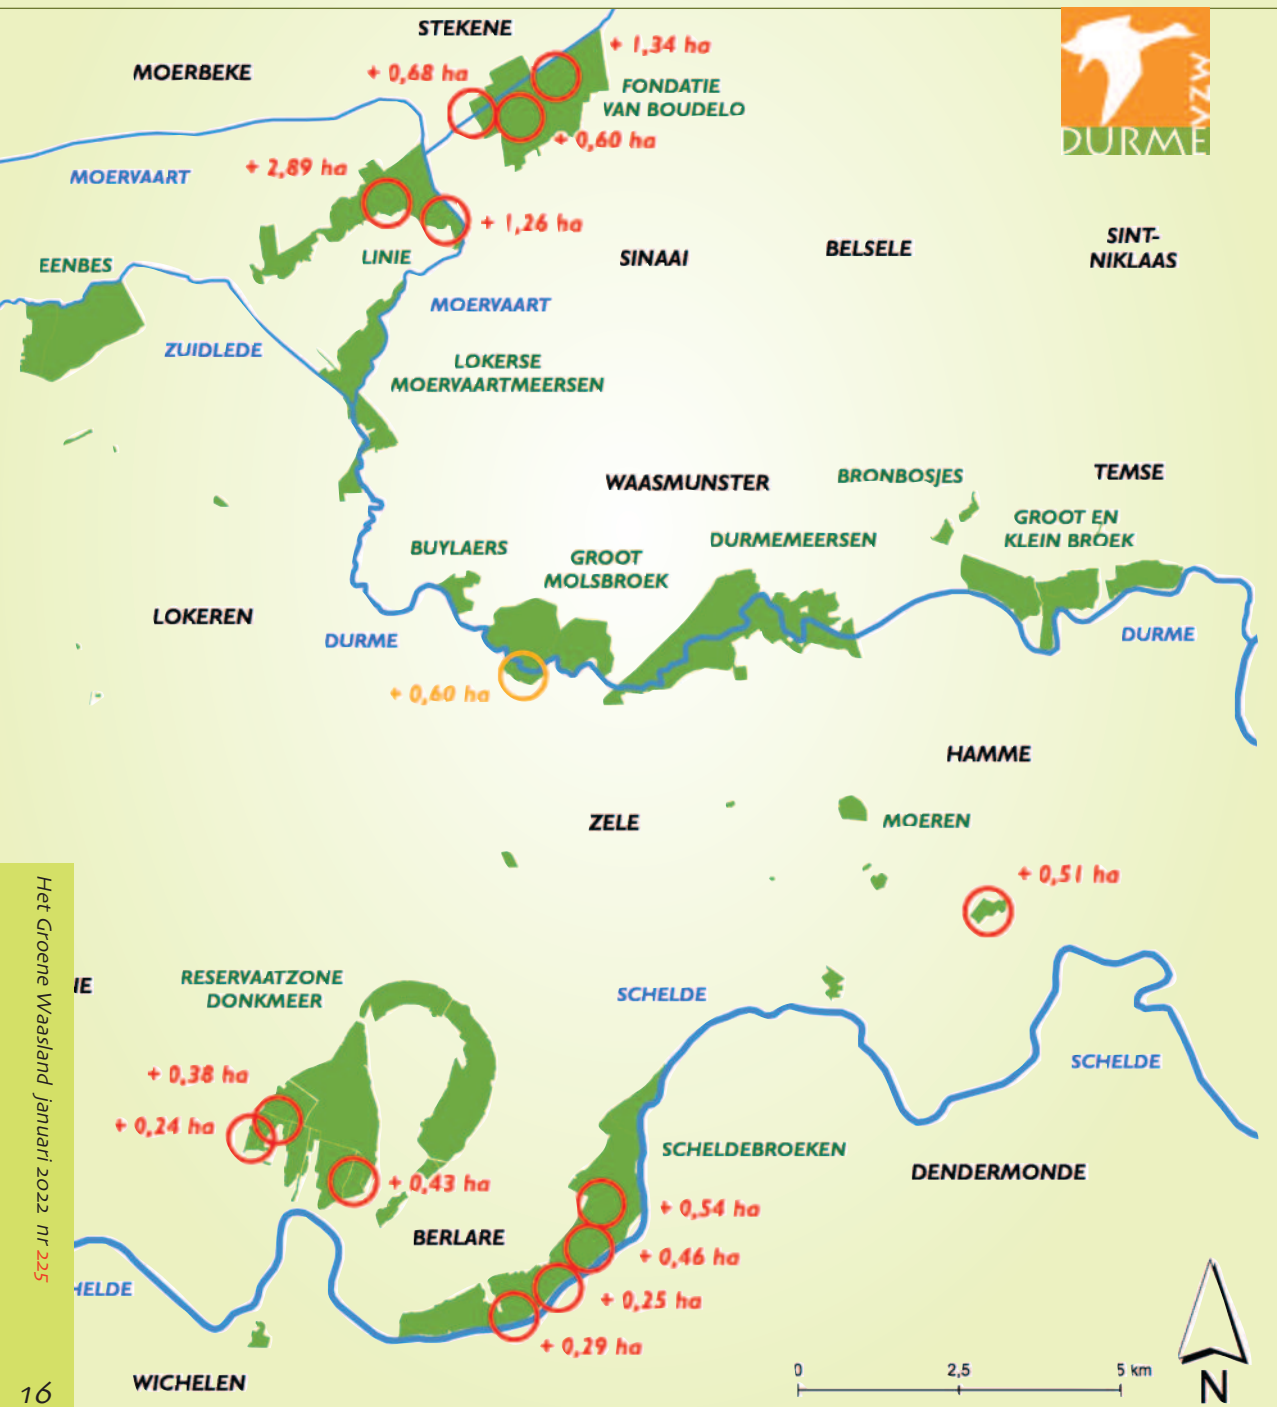 STEKENE
+ 1,34 ha
MOERBEKE
+ 0,68 ha
FONDATIE
VAN BOUDELO
VZW
DURME
+ 0,60 ha
+ 2,89 ha
MOERVAART
+ 1,26 ha
SINAAI
BELSELE
SINT-
NIKLAAS
EENBES
LINIE
MOERVAART
ZUIDLEDE
LOKERSE
MOERVAARTMEERSEN
WAASMUNSTER
BRONBOSJES
TEMSE
GROOT EN
KLEIN BROEK
BUYLAERS
GROOT
MOLSBROEK
DURMEMEERSEN
LOKEREN
DURME
DURME
+ 0,60 ha
HAMME
ZELE
MOEREN
+ 0,51 ha
NE
RESERVAATZONE
DONKMEER
SCHELDE
SCHELDE
+ 0,38 ha
+ 0,24 ha
+ 0,43 ha
SCHELDEBROEKEN
DENDERMONDE
+ 0,54 ha
BERLARE
+ 0,46 ha
HELDE
+ 0,25 ha
+ 0,29 ha
WICHELEN
0 2,5 5 km
N
Het Groene Waasland januari 2022 nr 225
16